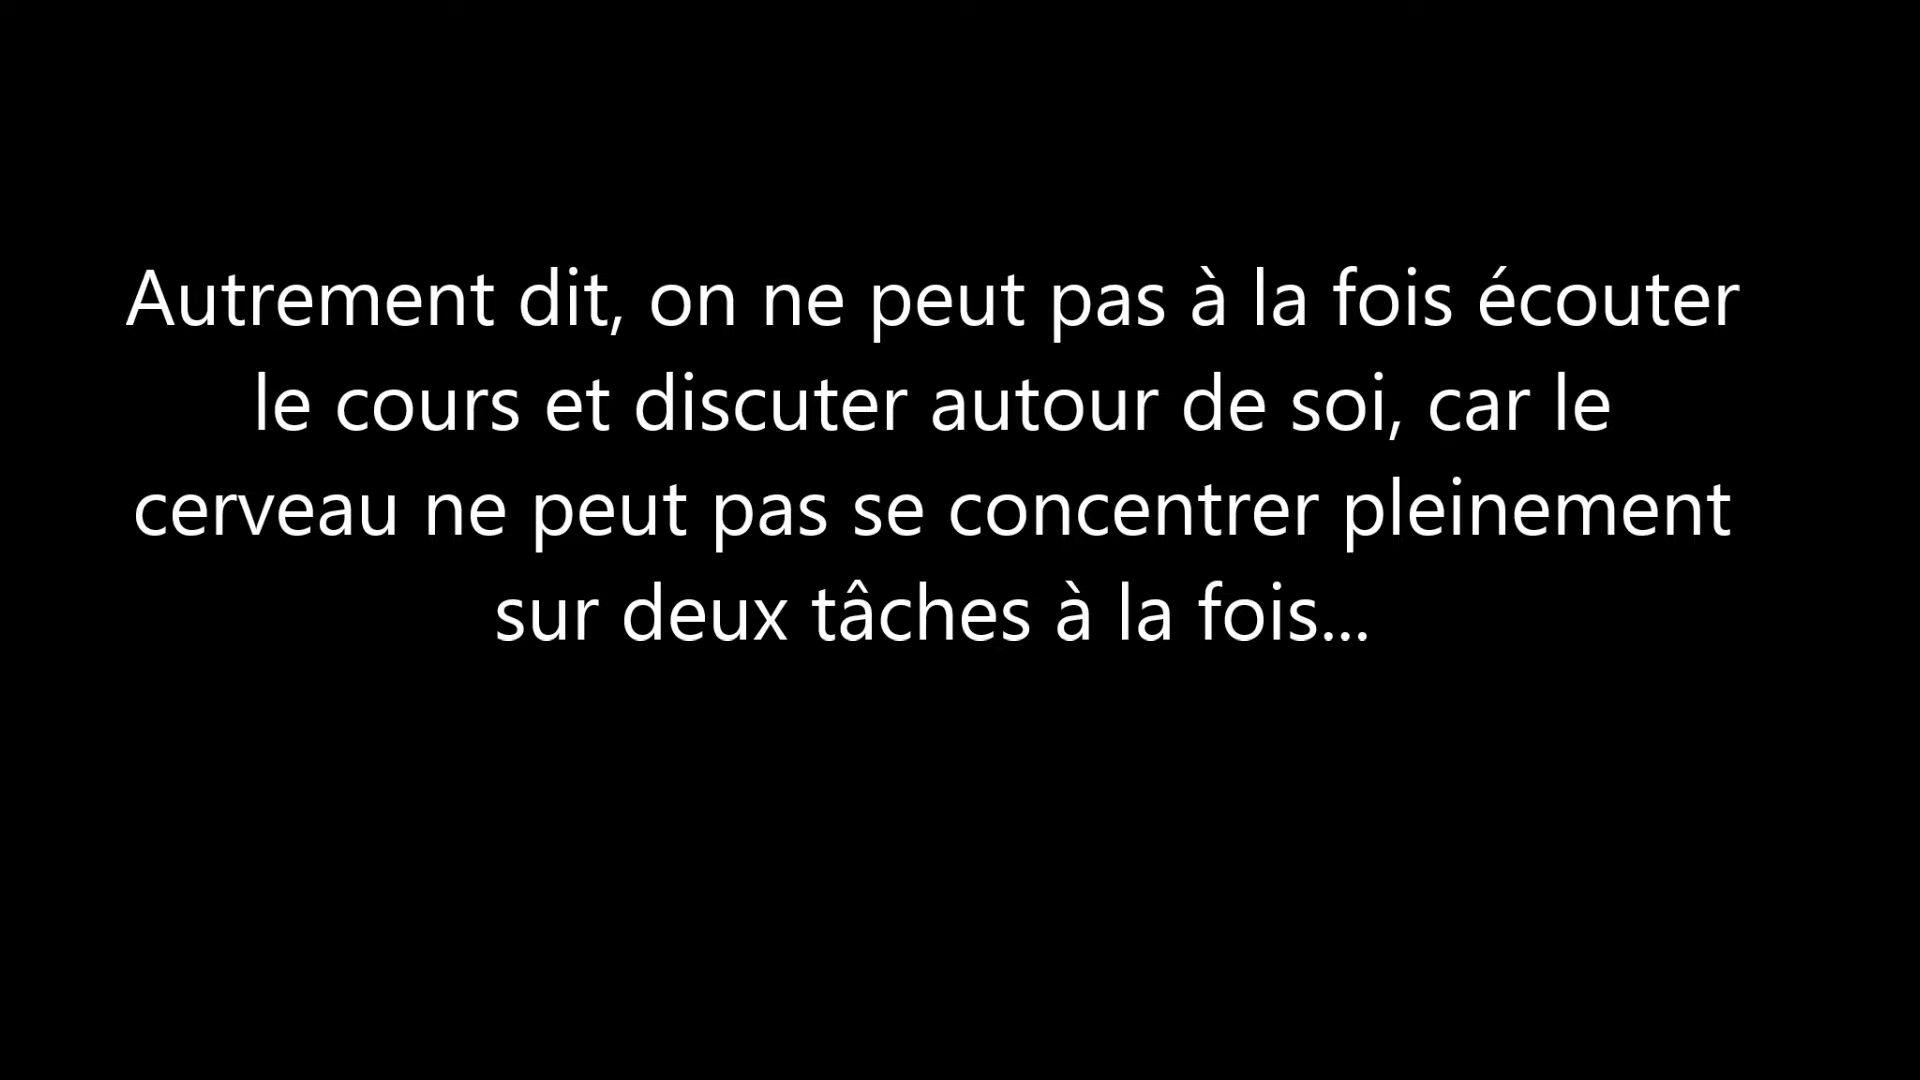 Autrement dit, on ne peut pas à la fois écouter
le cours et discuter autour de soi, car le
cerveau ne peut pas se concentrer pleinement
sur deux tâches à la fois...